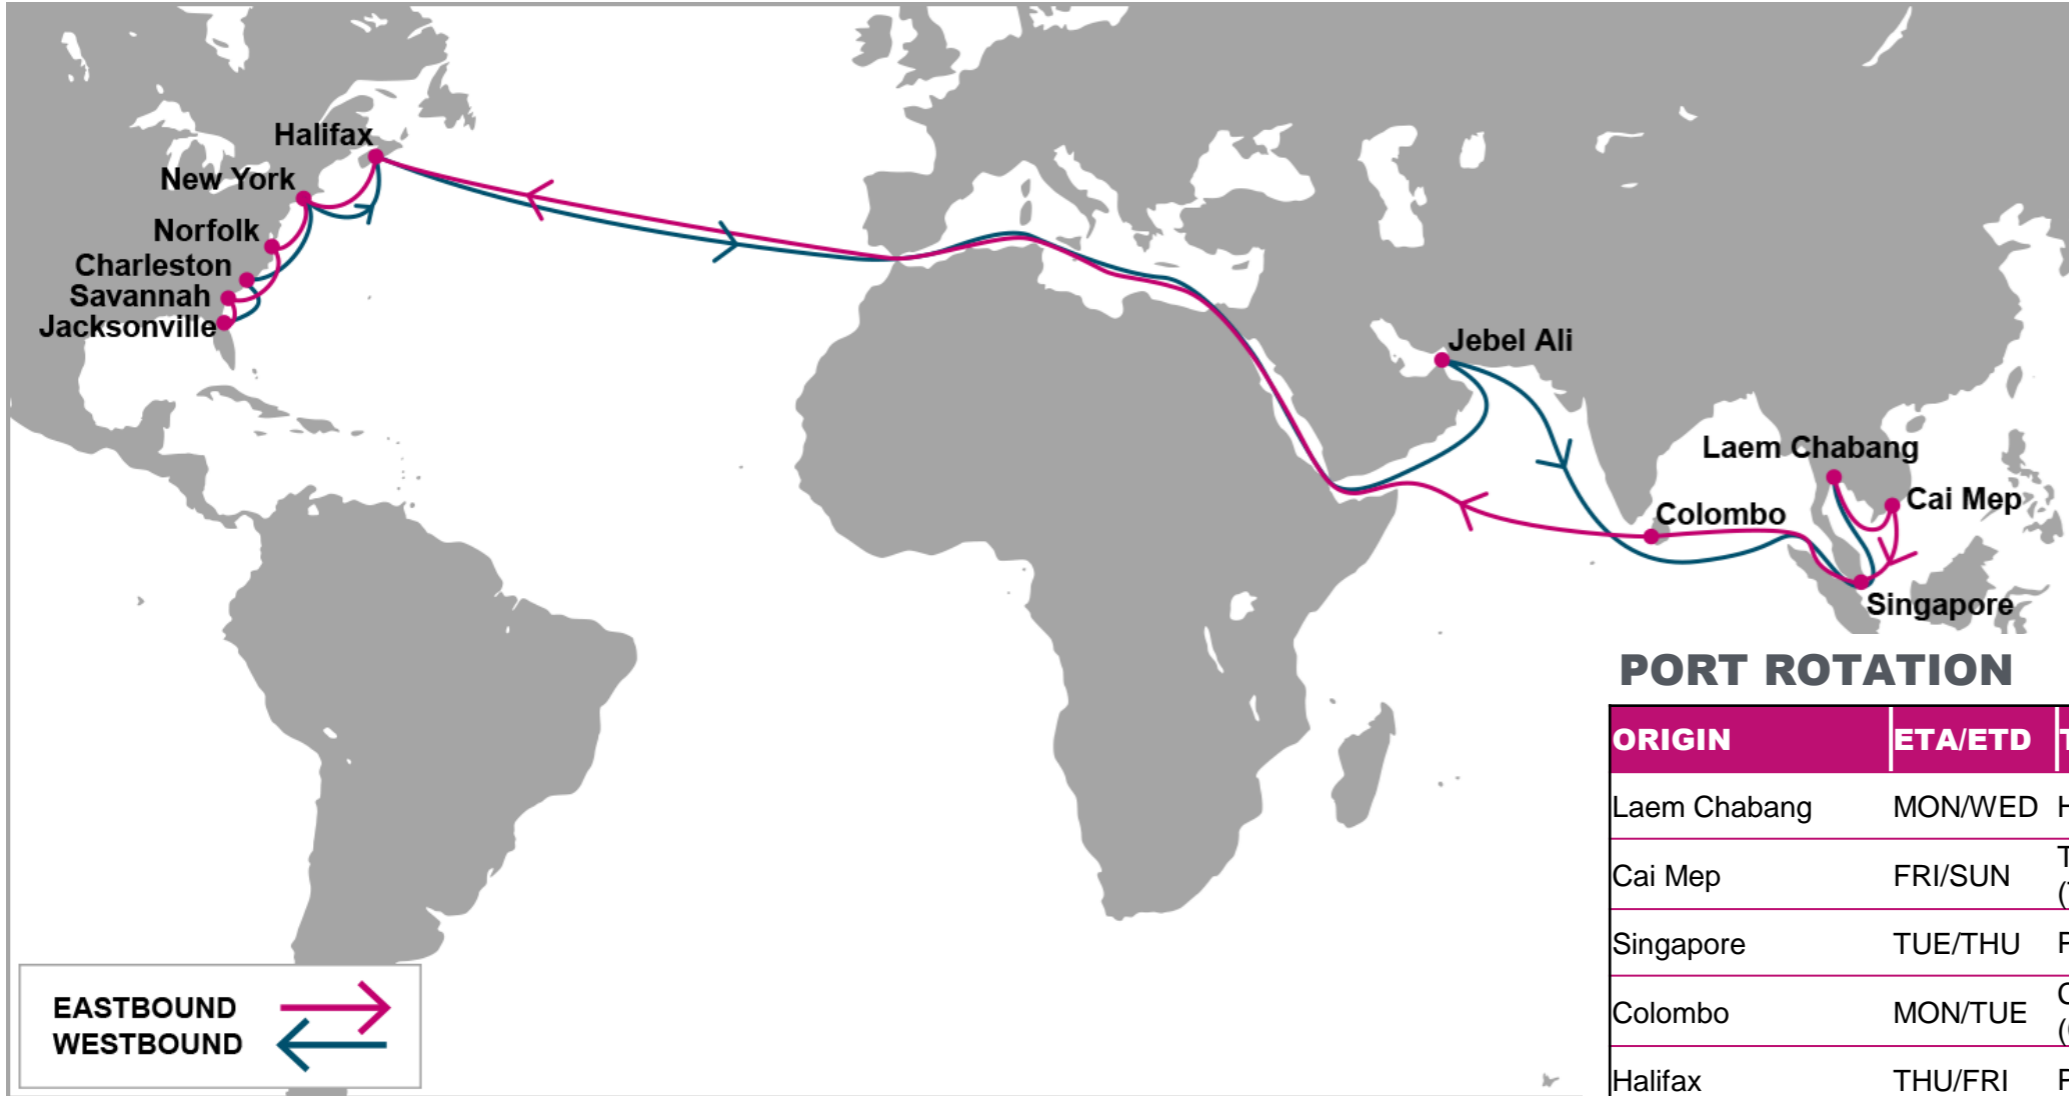 Halifax
New York
Norfolk
Charleston
Savannah
Jacksonville
Jebel Ali
Laem Chabang
Cai Mep
Colombo
Singapore
PORT ROTATION
ORIGIN ETA/ETD
Laem Chabang MON/WED
Cai Mep FRI/SUN
Singapore TUE/THU
Colombo MON/TUE
Halifax THU/FRI
EASTBOUND
WESTBOUND